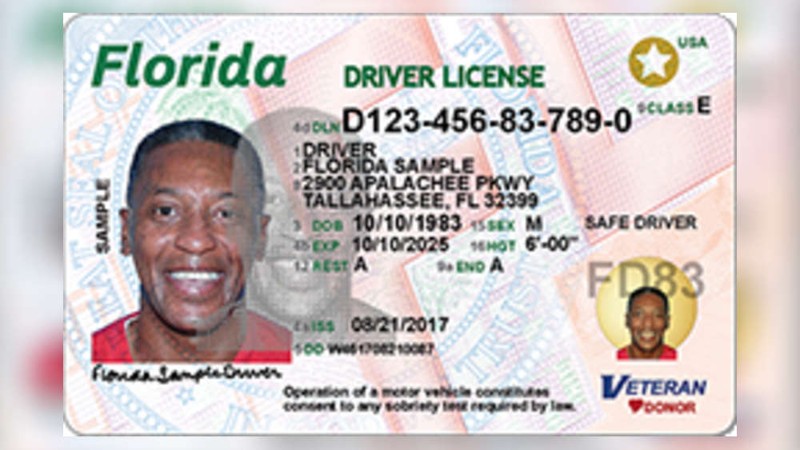 Florida
DRIVER LICENSE
USA
9 CLASS E
4d DLN D123-456-83-789-0
1 DRIVER
2 FLORIDA SAMPLE
8 2900 APALACHEE PKWY
TALLAHASSEE, FL 32399
SAMPLE
3 DOB 10/10/1983 15 SEX M
SAFE DRIVER
4b EXP 10/10/2025 16 HGT 6'-00"
12 REST A 9a END A
FD83
4a ISS 08/21/2017
5 DD W461708210087
Florida Sample Driver
VETERAN
DONOR
Operation of a motor vehicle constitutes
consent to any sobriety test required by law.